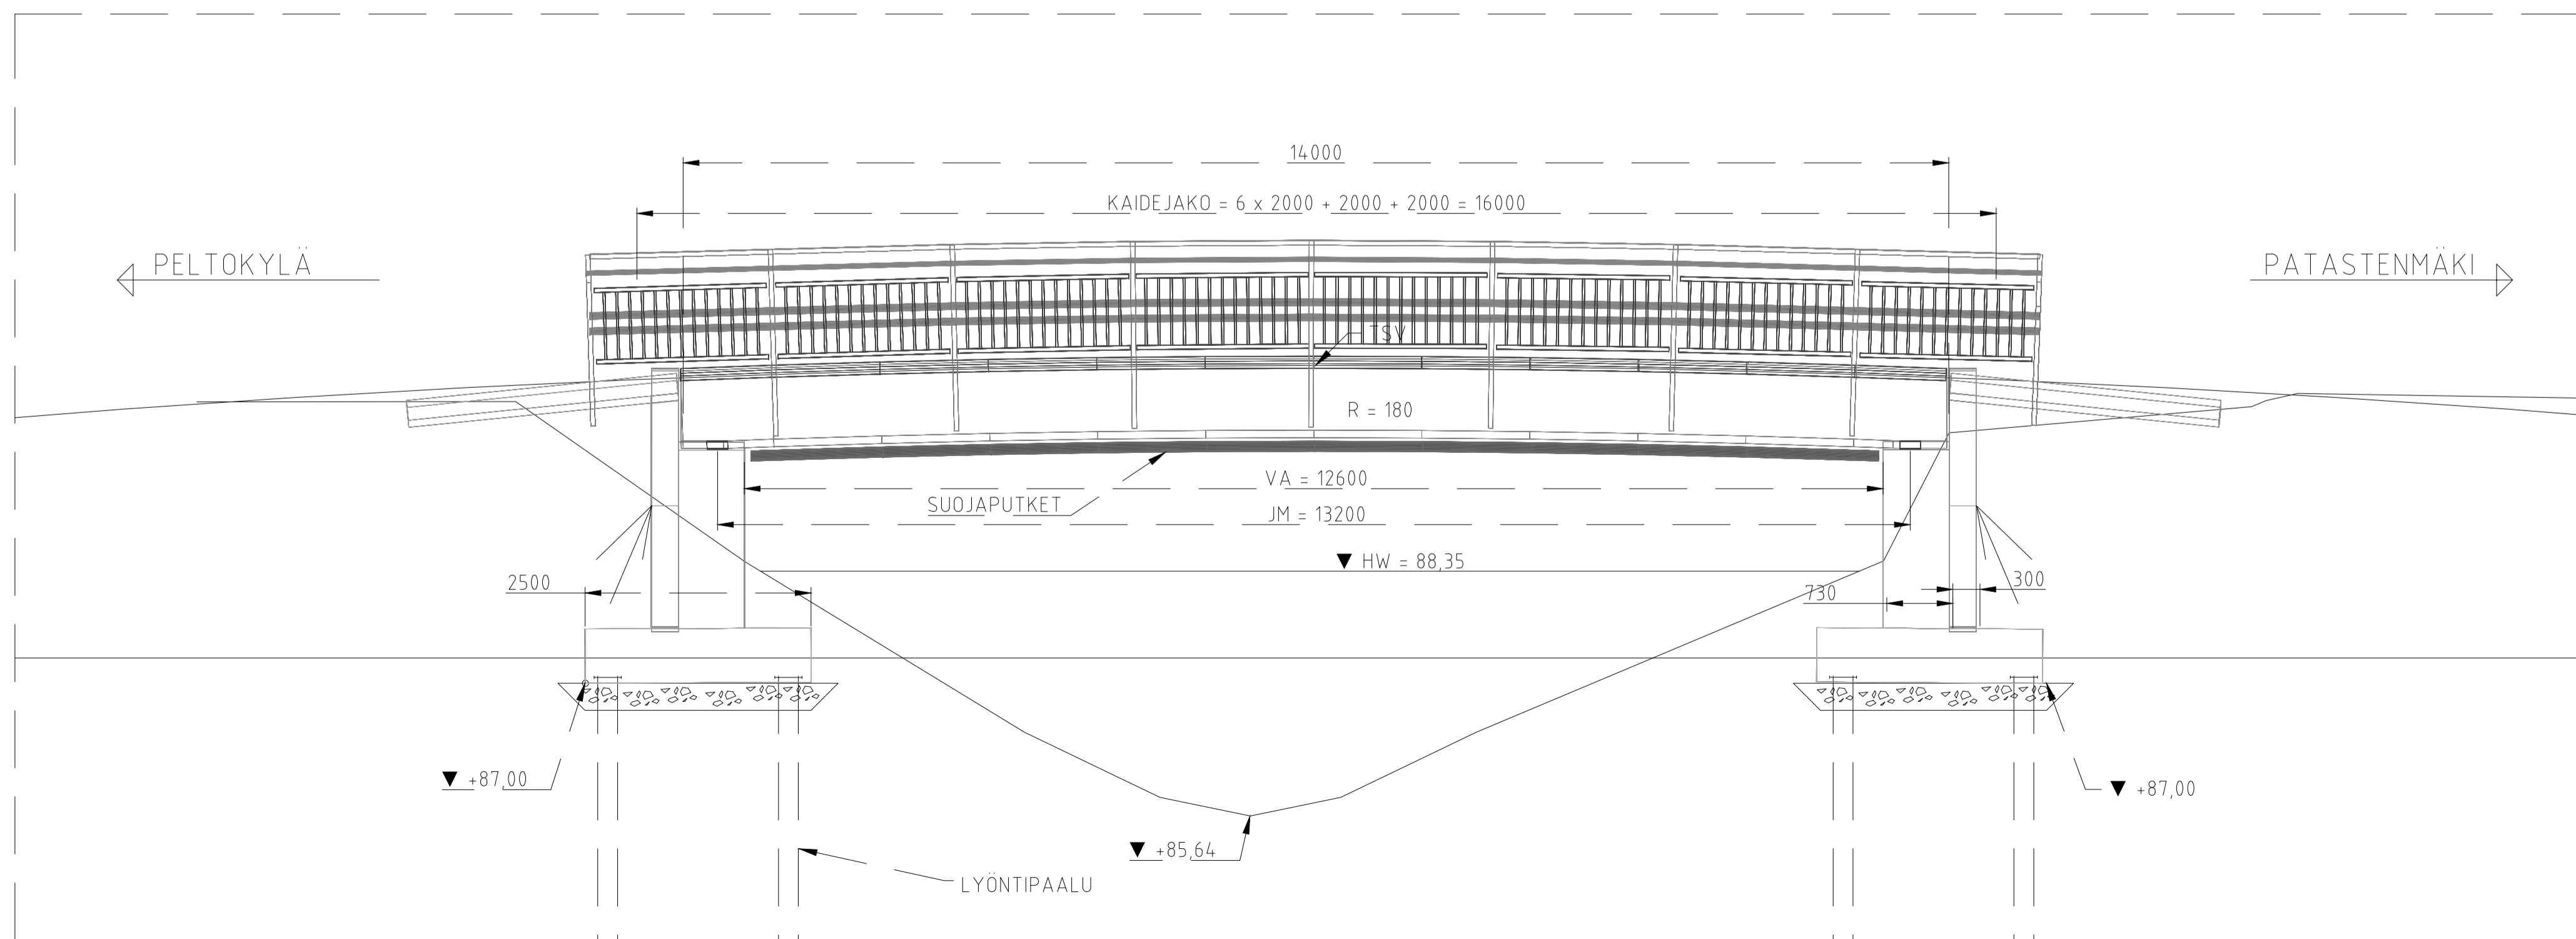 14000
KAIDEJAKO = 6 x 2000 + 2000 + 2000 = 16000
PELTOKYLÄ
PATASTENMÄKI
TSV
R = 180
VA = 12600
SUOJAPUTKET
JM = 13200
▼ HW = 88,35
2500
300
730
▼ +87,00
▼ +87,00
▼ +85,64
LYÖNTIPAALU